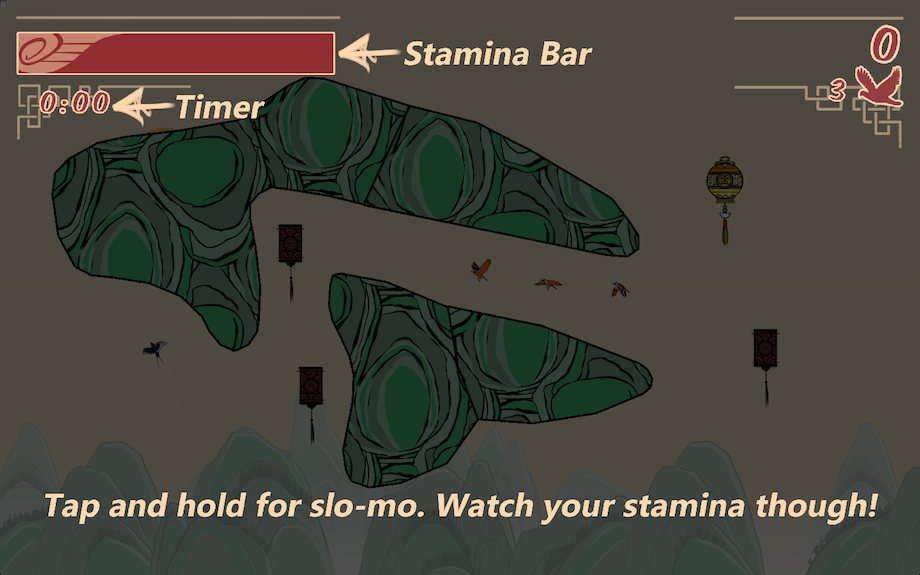 Stamina Bar
0
0:00
Timer
3
Tap and hold for slo-mo. Watch your stamina though!